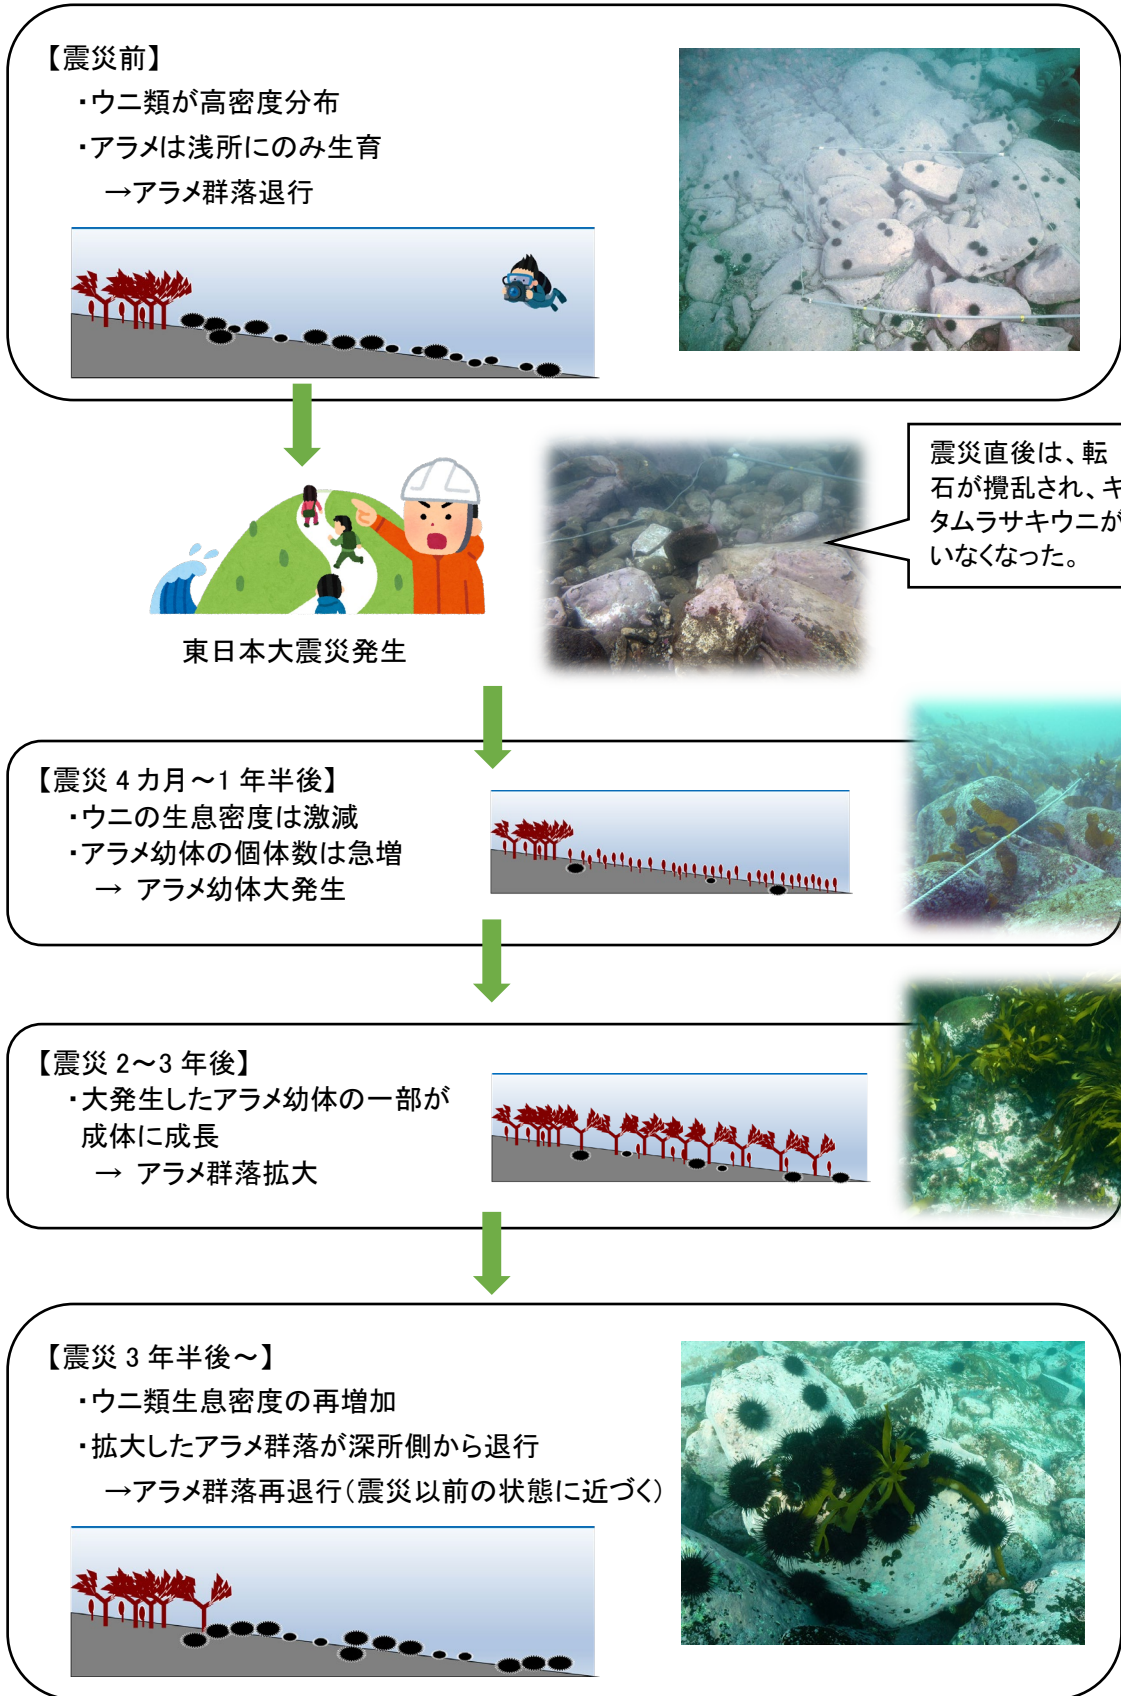 【震災前】
・ウニ類が高密度分布
・アラメは浅所にのみ生育
→アラメ群落退行
震災直後は、転
石が攪乱され、キ
タムラサキウニが
いなくなった。
東日本大震災発生
【震災 4 カ月～1 年半後】
・ウニの生息密度は激減
・アラメ幼体の個体数は急増
→ アラメ幼体大発生
【震災 2～3 年後】
・大発生したアラメ幼体の一部が
成体に成長
→ アラメ群落拡大
【震災 3 年半後～】
・ウニ類生息密度の再増加
・拡大したアラメ群落が深所側から退行
→アラメ群落再退行（震災以前の状態に近づく）